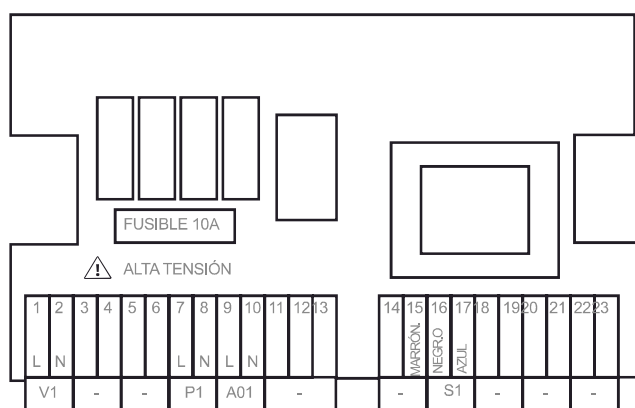 FUSIBLE 10A
ALTA TENSIÓN
1 2 3 4 5 6 7 8 9 10 11 12 13 14 15 16 17 18 19 20 21 22 23
L N L N L N MARRÓN. NEGR.O AZUL
V1 - - P1 A01 - - S1 - - -